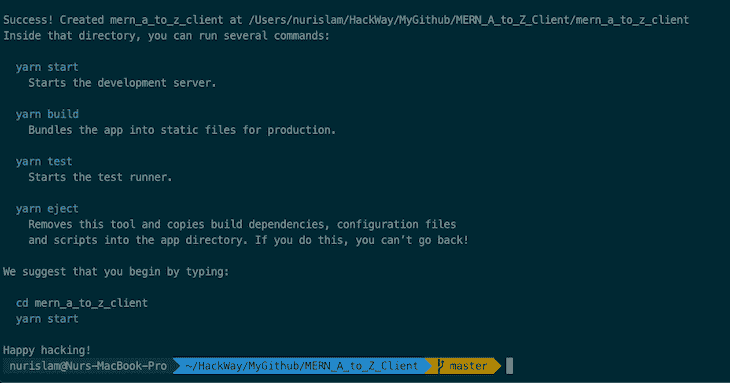 Success! Created mern_a_to_z_client at /Users/nurislam/HackWay/MyGithub/MERN_A_to_Z_Client/mern_a_to_z_client
Inside that directory, you can run several commands:
yarn start
Starts the development server.
yarn build
Bundles the app into static files for production.
yarn test
Starts the test runner.
yarn eject
Removes this tool and copies build dependencies, configuration files
and scripts into the app directory. If you do this, you can’t go back!
We suggest that you begin by typing:
cd mern_a_to_z_client
yarn start
Happy hacking!
nurislam@Nurs-MacBook-Pro ~/HackWay/MyGithub/MERN_A_to_Z_Client master